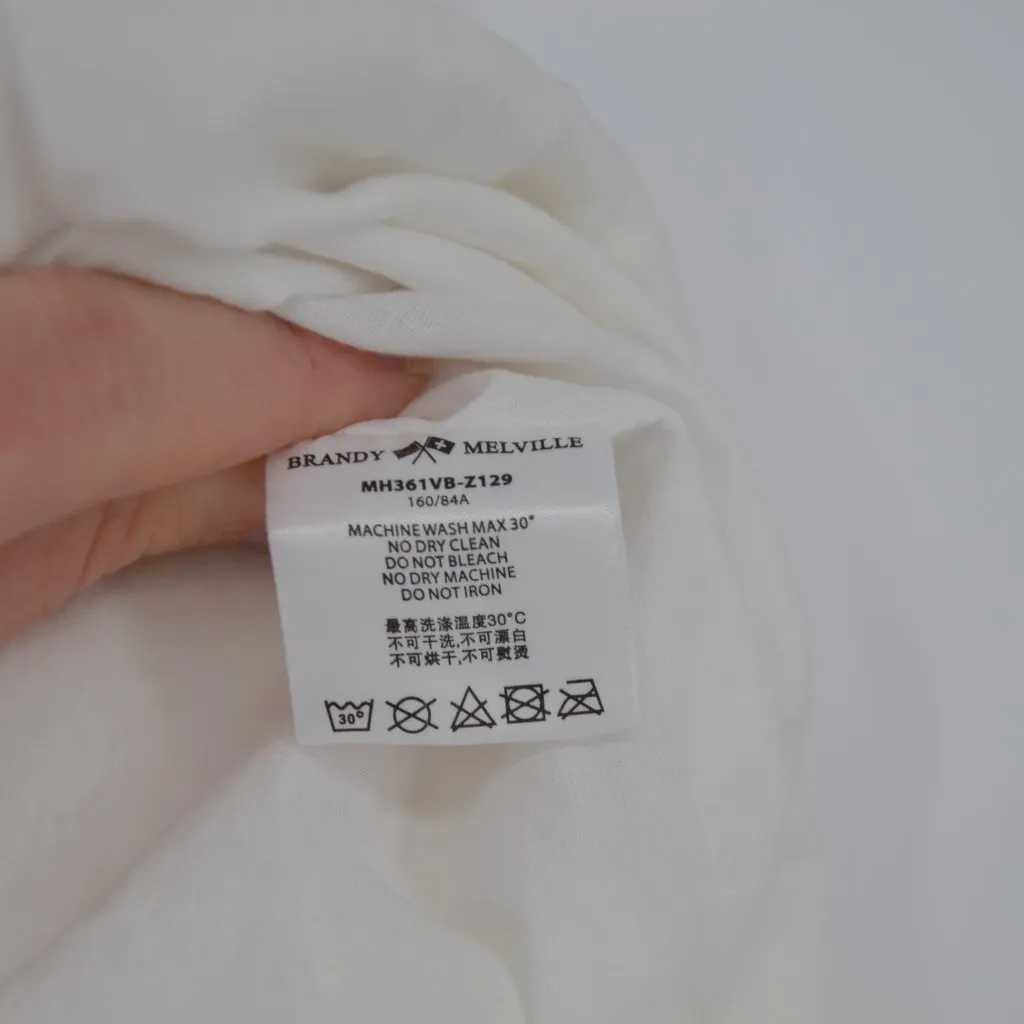 BRANDY MELVILLE
MH361VB-Z129
160/84A
MACHINE WASH MAX 30°
NO DRY CLEAN
DO NOT BLEACH
NO DRY MACHINE
DO NOT IRON
最高洗涤温度30°C
不可干洗,不可漂白
不可烘干,不可熨烫
30°